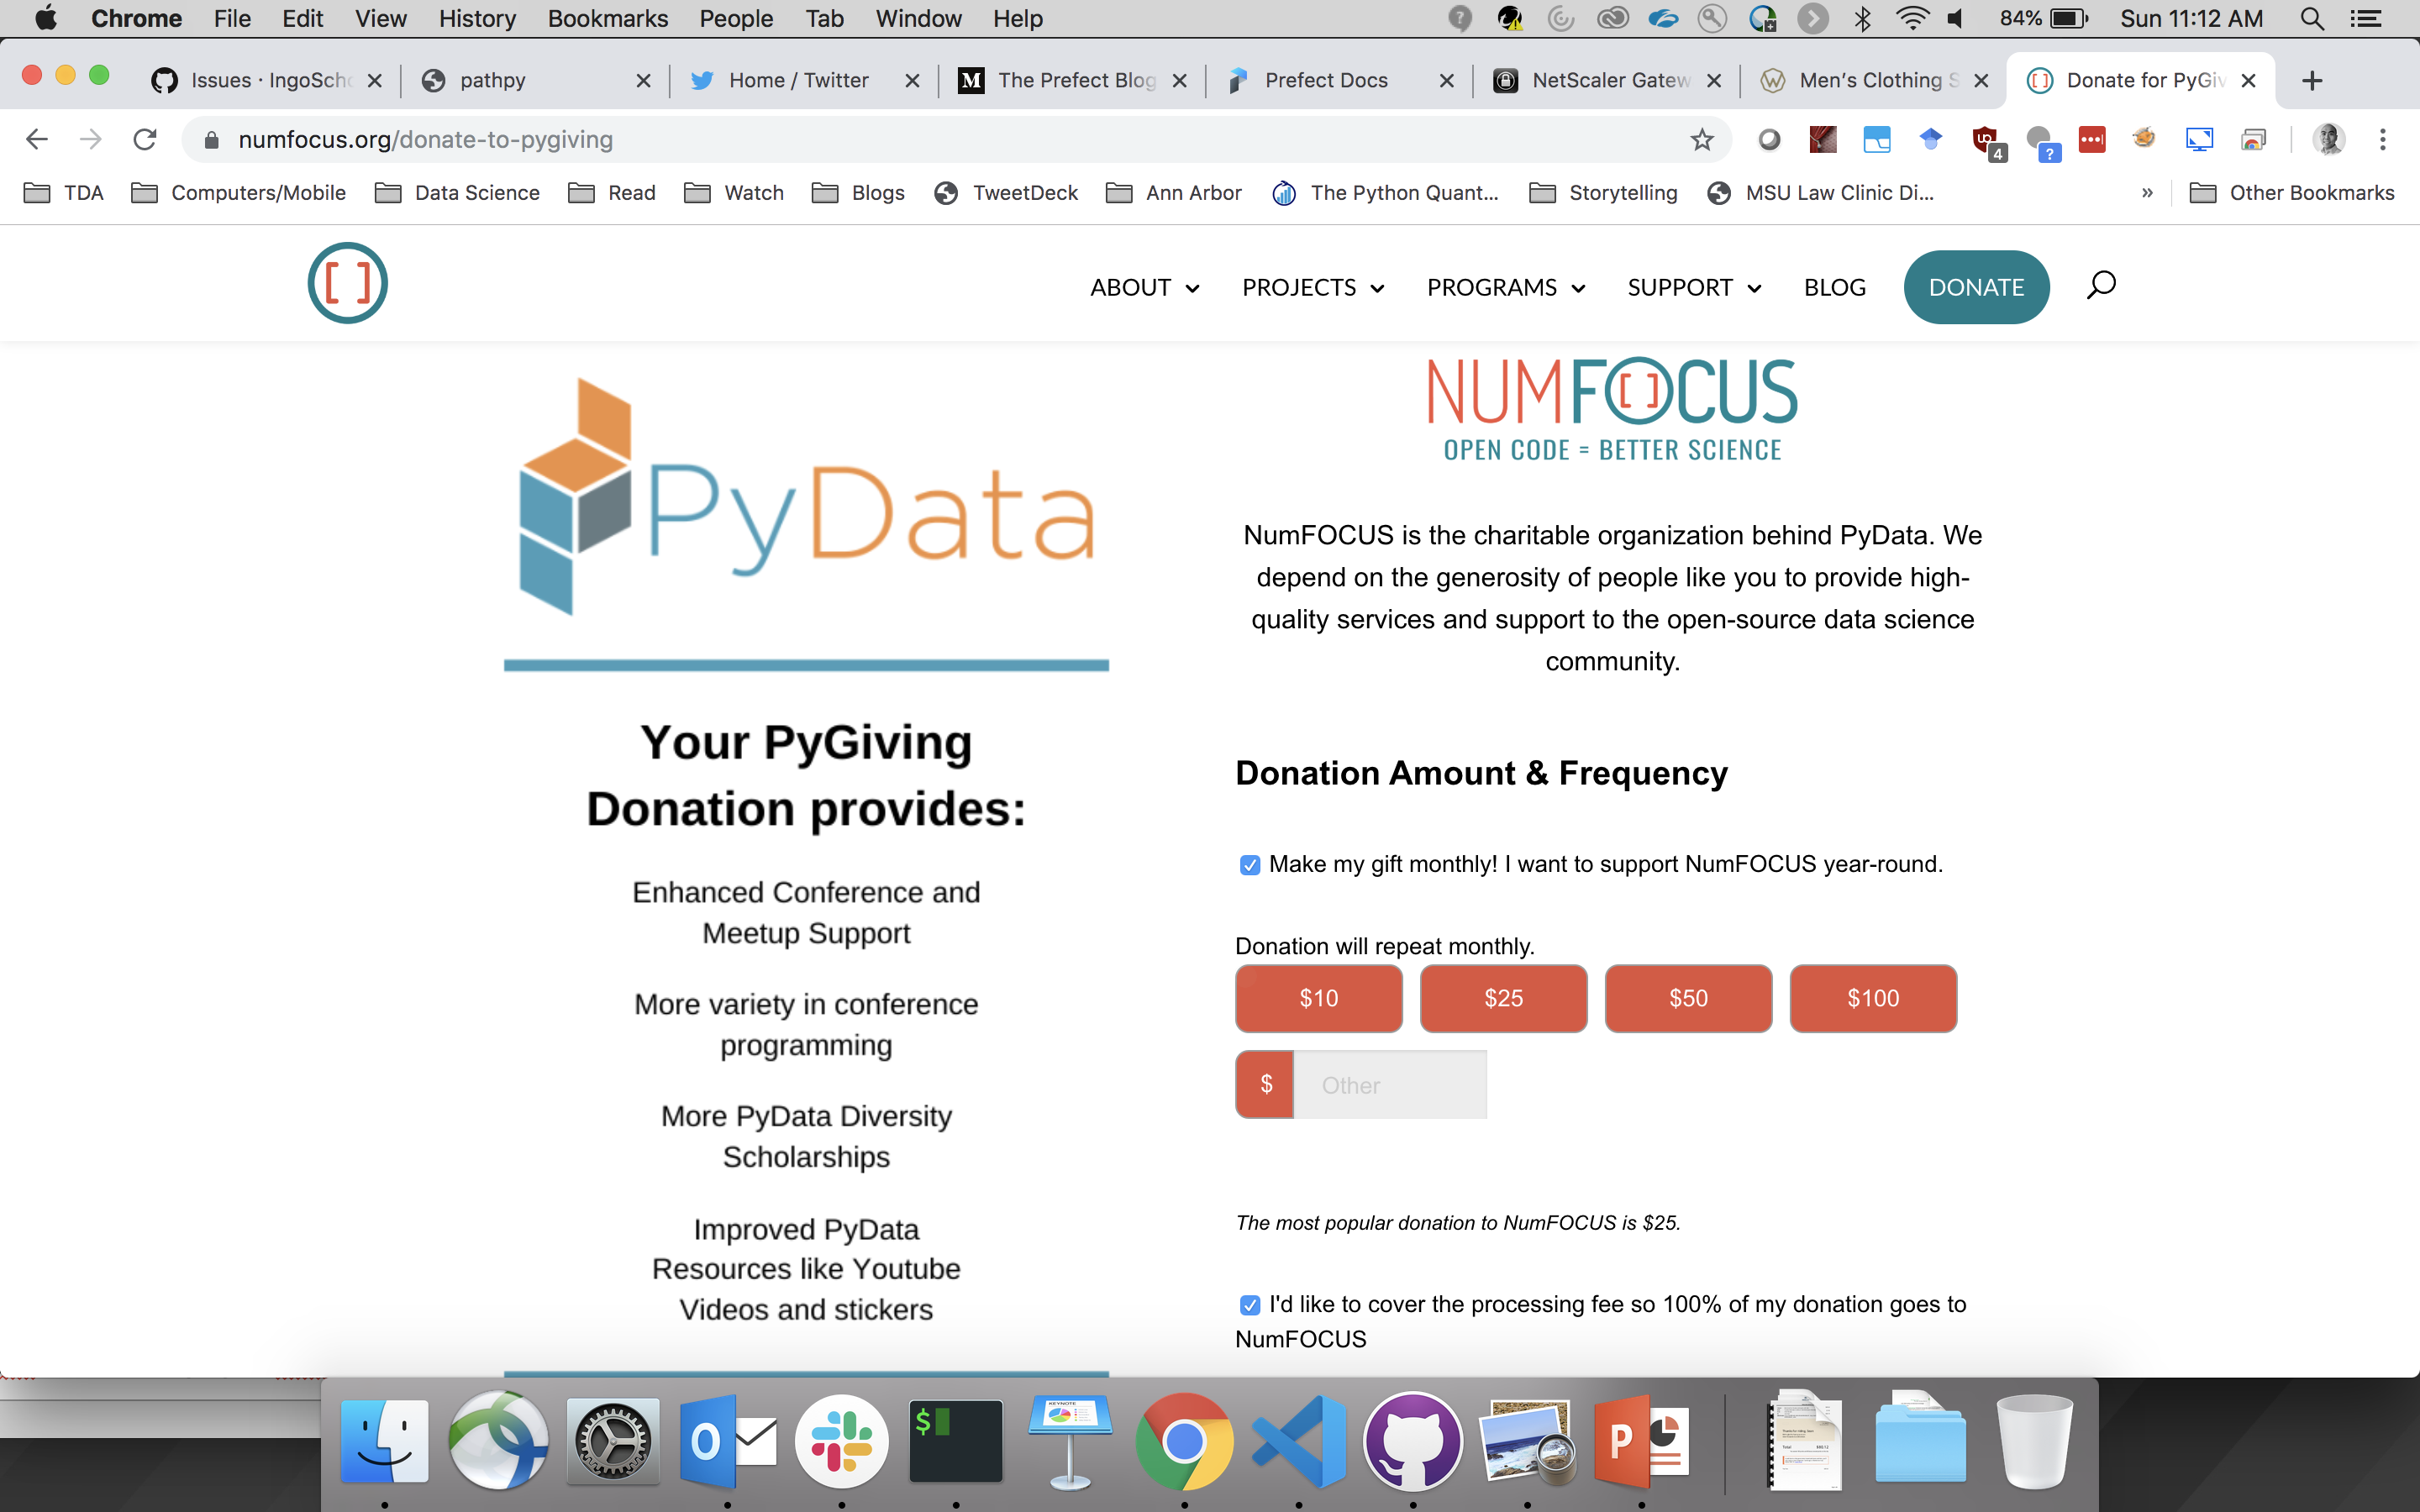 Chrome File Edit View History Bookmarks People Tab Window Help
84% Sun 11:12 AM
Issues · IngoSch
pathpy
Home / Twitter
The Prefect Blog
Prefect Docs
NetScaler Gatew
Men's Clothing S
Donate for PyGiv
numfocus.org/donate-to-pygiving
4
?
TDA
Computers/Mobile
Data Science
Read
Watch
Blogs
TweetDeck
Ann Arbor
The Python Quant...
Storytelling
MSU Law Clinic Di...
»
Other Bookmarks
[ ]
ABOUT PROJECTS PROGRAMS SUPPORT BLOG DONATE
PyData
Your PyGiving
Donation provides:
Enhanced Conference and
Meetup Support
More variety in conference
programming
More PyData Diversity
Scholarships
Improved PyData
Resources like Youtube
Videos and stickers
NUMFOCUS
OPEN CODE = BETTER SCIENCE
NumFOCUS is the charitable organization behind PyData. We
depend on the generosity of people like you to provide high-
quality services and support to the open-source data science
community.
Donation Amount & Frequency
Make my gift monthly! I want to support NumFOCUS year-round.
Donation will repeat monthly.
$10 $25 $50 $100
$ Other
The most popular donation to NumFOCUS is $25.
I'd like to cover the processing fee so 100% of my donation goes to
NumFOCUS